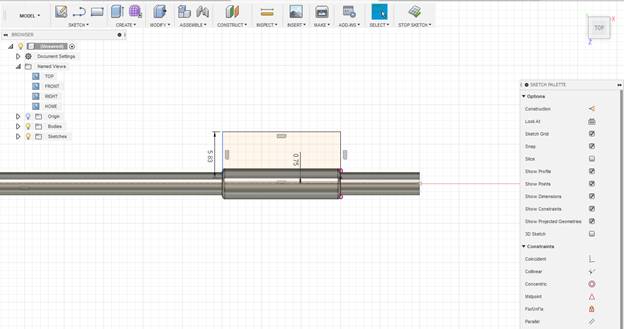 MODEL ▾
SKETCH ▾
CREATE ▾
MODIFY ▾
ASSEMBLE ▾
CONSTRUCT ▾
INSPECT ▾
INSERT ▾
MAKE ▾
ADD-INS ▾
SELECT ▾
STOP SKETCH ▾
TOP
X
Z
BROWSER
(Unsaved)
Document Settings
Named Views
TOP
FRONT
RIGHT
HOME
Origin
Bodies
Sketches
5.83
0.75
SKETCH PALETTE
Options
Construction
Look At
Sketch Grid
Snap
Slice
Show Profile
Show Points
Show Dimensions
Show Constraints
Show Projected Geometries
3D Sketch
Constraints
Coincident
Collinear
Concentric
Midpoint
Fix/UnFix
Parallel